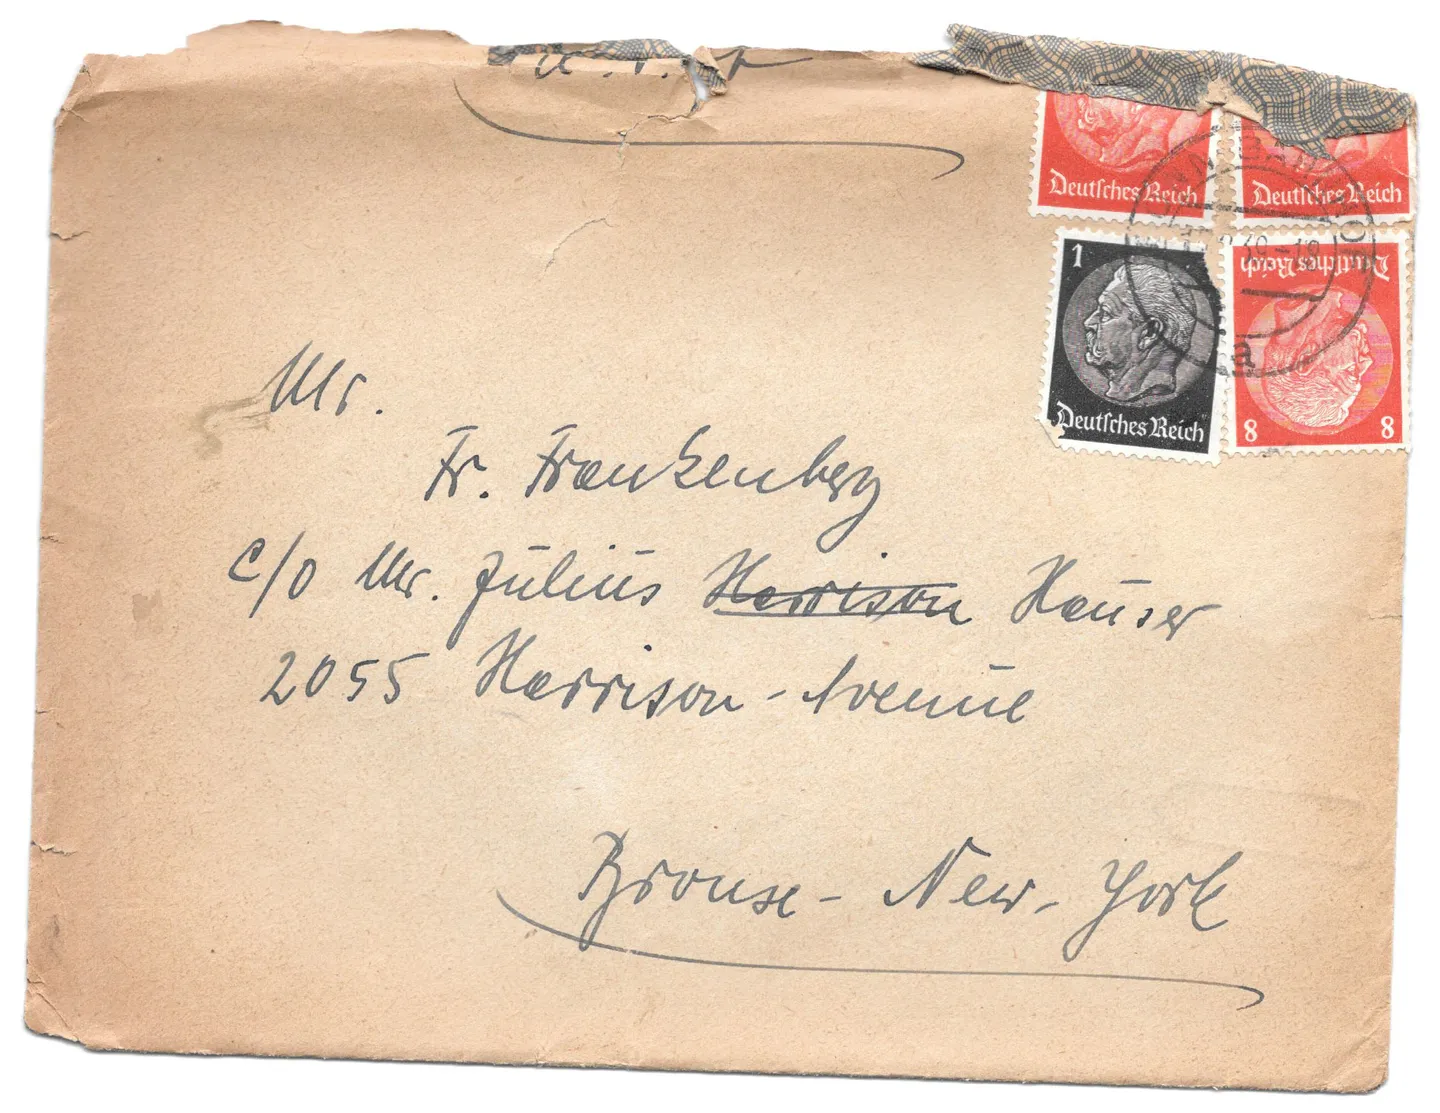 Deutsches Reich Deutsches Reich
1
Deutsches Reich
Deutsches Reich
8 8
a
Mr.
Fr. Frankenberg
c/o Mr. Julius Harrison Hauser
2055 Harrison-Avenue
Bronxe - New-York